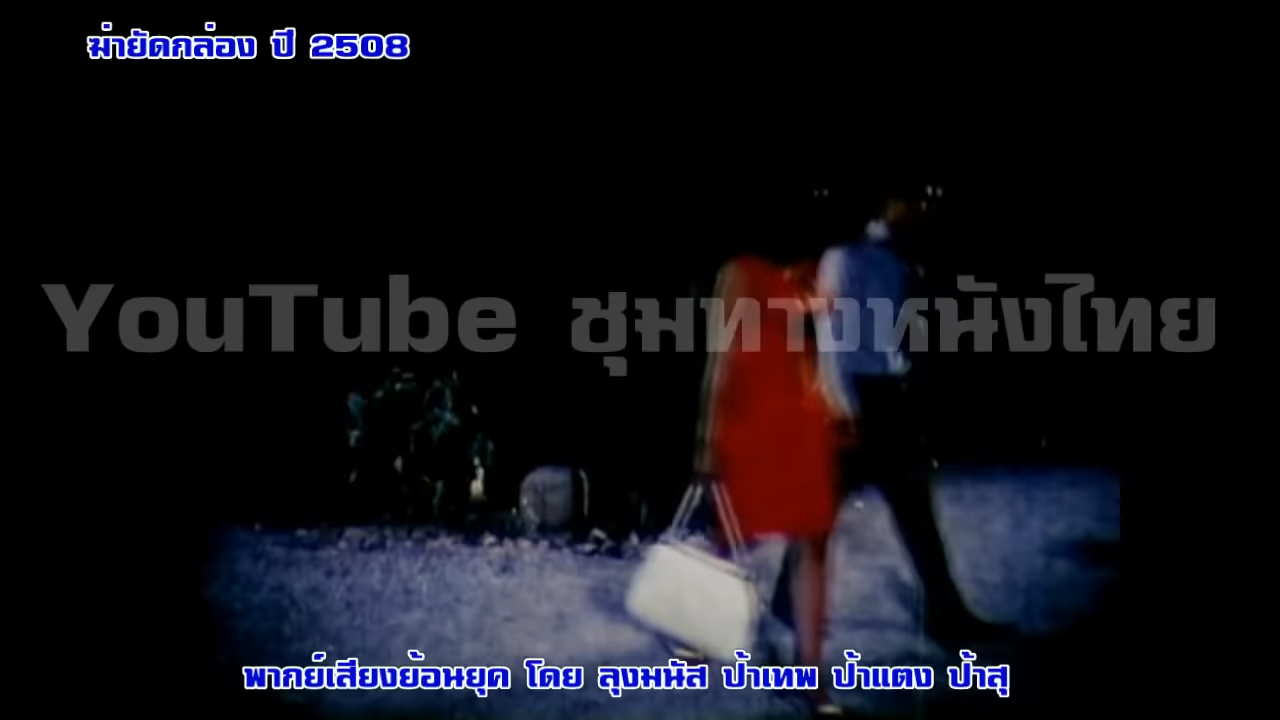 ฆ่ายัดกล่อง ปี 2508
YouTube ชุมทางหนังไทย
พากย์เสียงย้อนยุค โดย ลุงมนัส ป้าเทพ ป้าแตง ป้าสุ